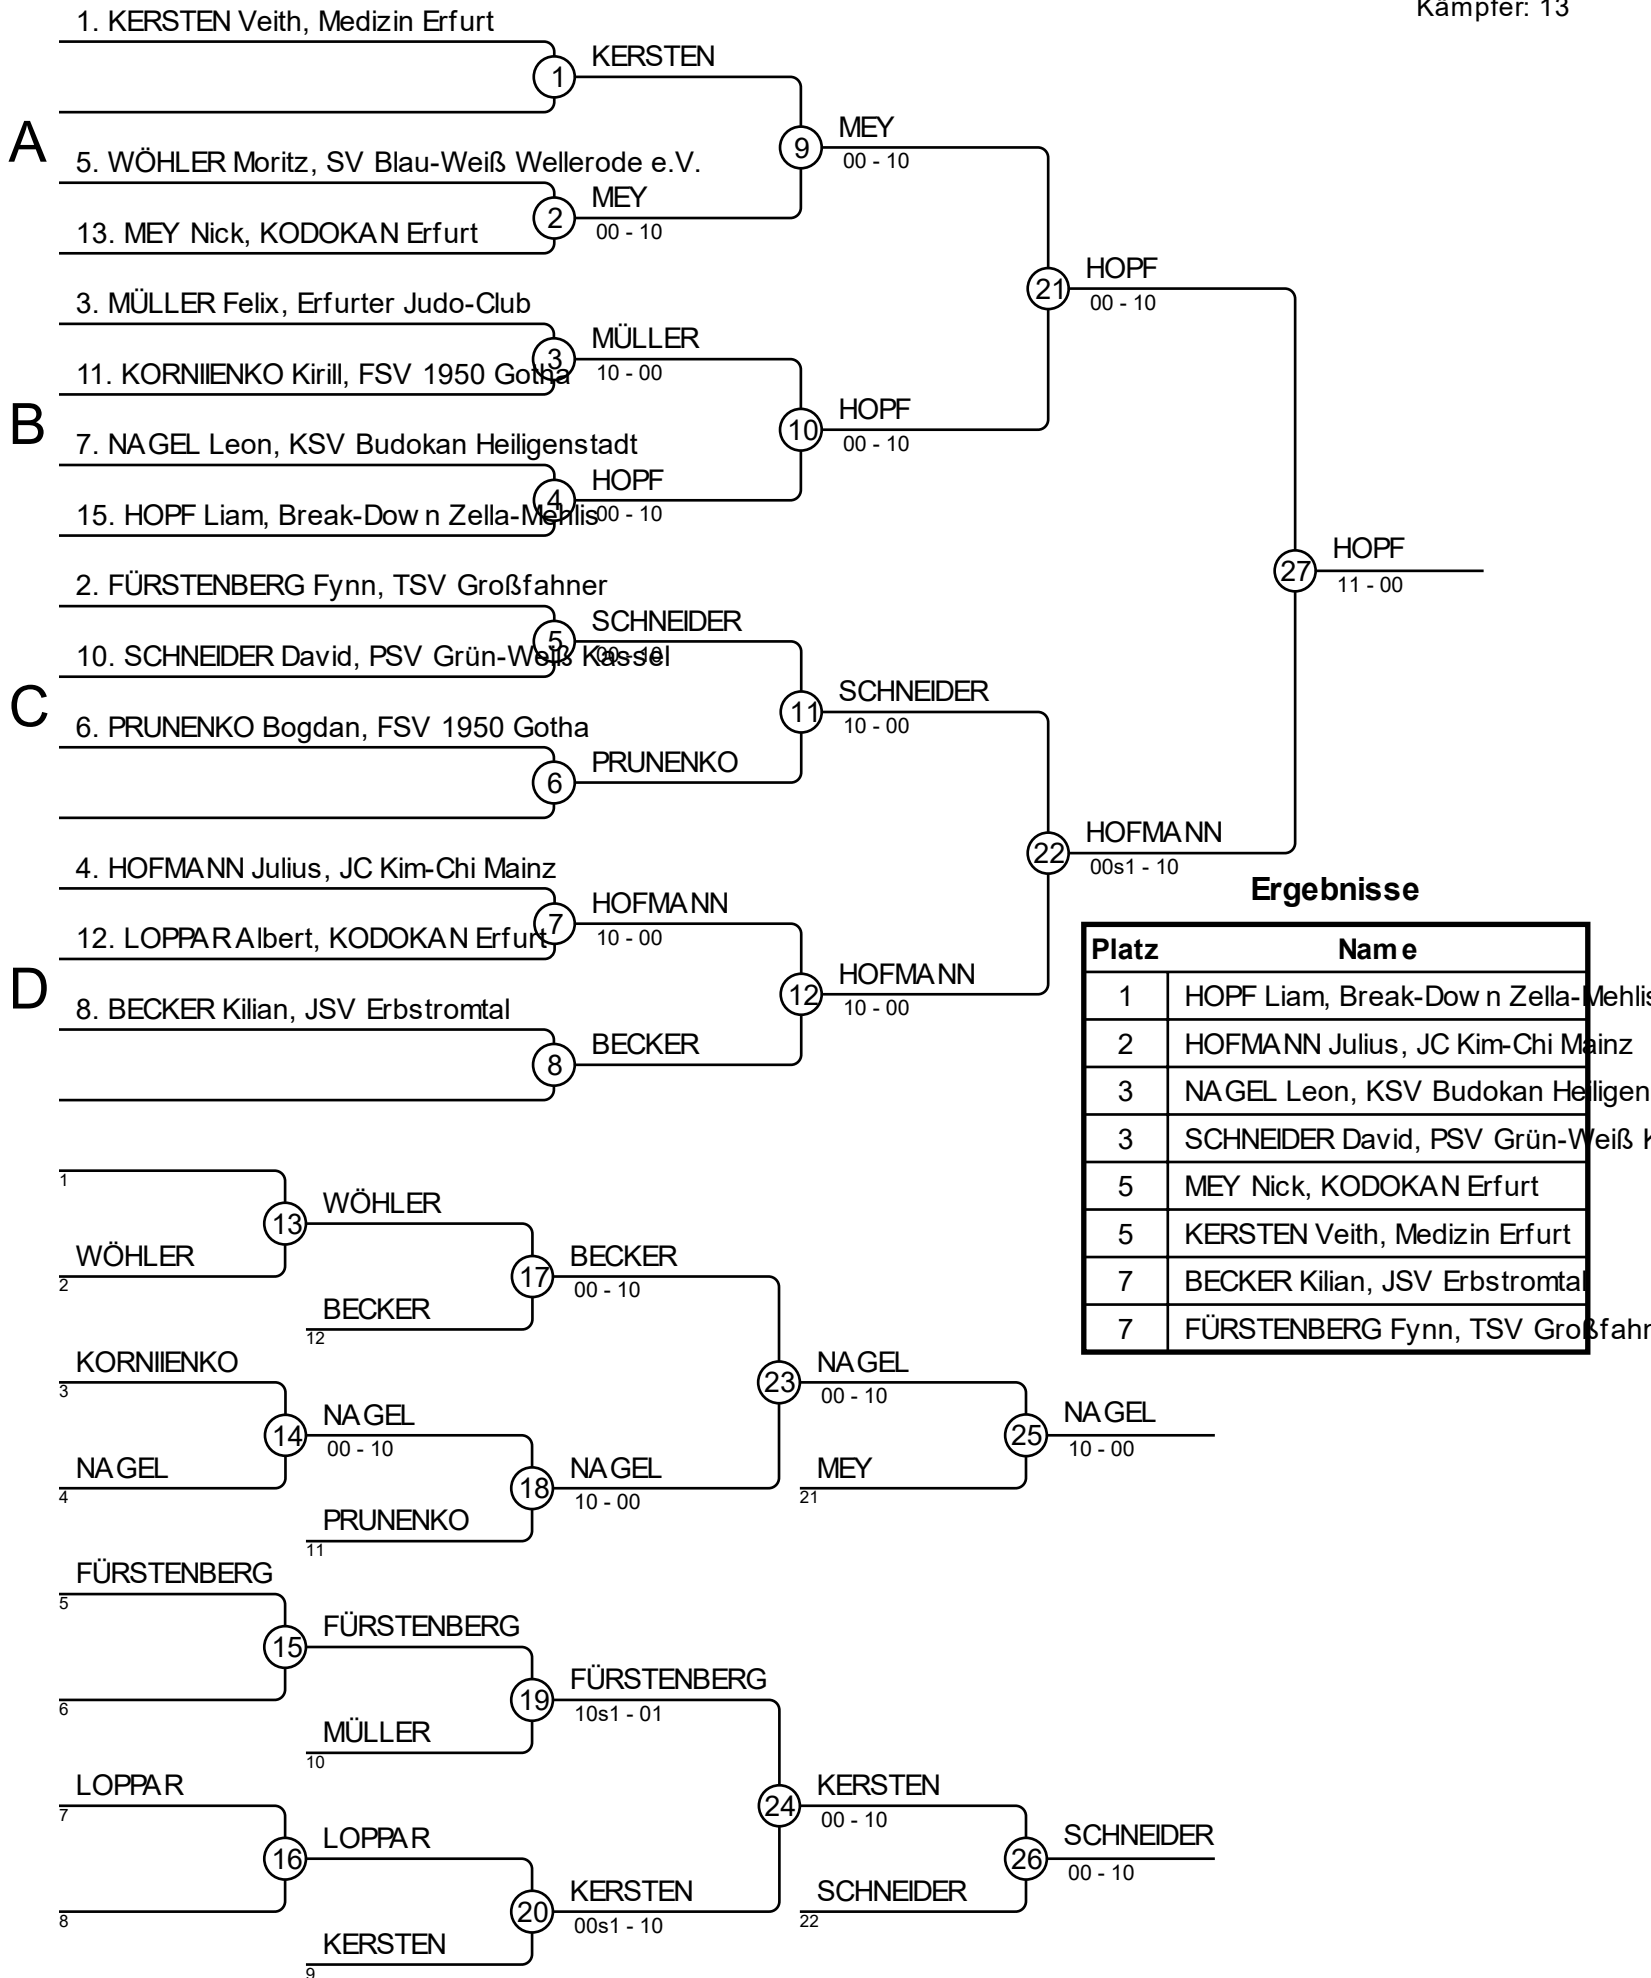 Kämpfer: 13
1. KERSTEN Veith, Medizin Erfurt
1
KERSTEN
A
5. WÖHLER Moritz, SV Blau-Weiß Wellerode e.V.
13. MEY Nick, KODOKAN Erfurt
2
MEY
00 - 10
9
MEY
00 - 10
3. MÜLLER Felix, Erfurter Judo-Club
11. KORNIIENKO Kirill, FSV 1950 Gotha
3
MÜLLER
10 - 00
B
7. NAGEL Leon, KSV Budokan Heiligenstadt
15. HOPF Liam, Break-Down Zella-Mehlis
4
HOPF
00 - 10
10
HOPF
00 - 10
21
HOPF
00 - 10
2. FÜRSTENBERG Fynn, TSV Großfahner
10. SCHNEIDER David, PSV Grün-Weiß Kassel
5
SCHNEIDER
00 - 10
C
6. PRUNENKO Bogdan, FSV 1950 Gotha
6
PRUNENKO
11
SCHNEIDER
10 - 00
4. HOFMANN Julius, JC Kim-Chi Mainz
12. LOPPAR Albert, KODOKAN Erfurt
7
HOFMANN
10 - 00
D
8. BECKER Kilian, JSV Erbstromtal
8
BECKER
12
HOFMANN
10 - 00
22
HOFMANN
00s1 - 10
27
HOPF
11 - 00
Ergebnisse
Platz Name
1 HOPF Liam, Break-Down Zella-Mehlis
2 HOFMANN Julius, JC Kim-Chi Mainz
3 NAGEL Leon, KSV Budokan Heiligen
3 SCHNEIDER David, PSV Grün-Weiß K
5 MEY Nick, KODOKAN Erfurt
5 KERSTEN Veith, Medizin Erfurt
7 BECKER Kilian, JSV Erbstromtal
7 FÜRSTENBERG Fynn, TSV Großfahn
1
WÖHLER
2
13
WÖHLER
BECKER
12
17
BECKER
00 - 10
KORNIIENKO
3
NAGEL
4
14
NAGEL
00 - 10
PRUNENKO
11
18
NAGEL
10 - 00
23
NAGEL
00 - 10
MEY
21
25
NAGEL
10 - 00
FÜRSTENBERG
5
6
15
FÜRSTENBERG
MÜLLER
10
19
FÜRSTENBERG
10s1 - 01
LOPPAR
7
8
16
LOPPAR
KERSTEN
9
20
KERSTEN
00s1 - 10
24
KERSTEN
00 - 10
SCHNEIDER
22
26
SCHNEIDER
00 - 10